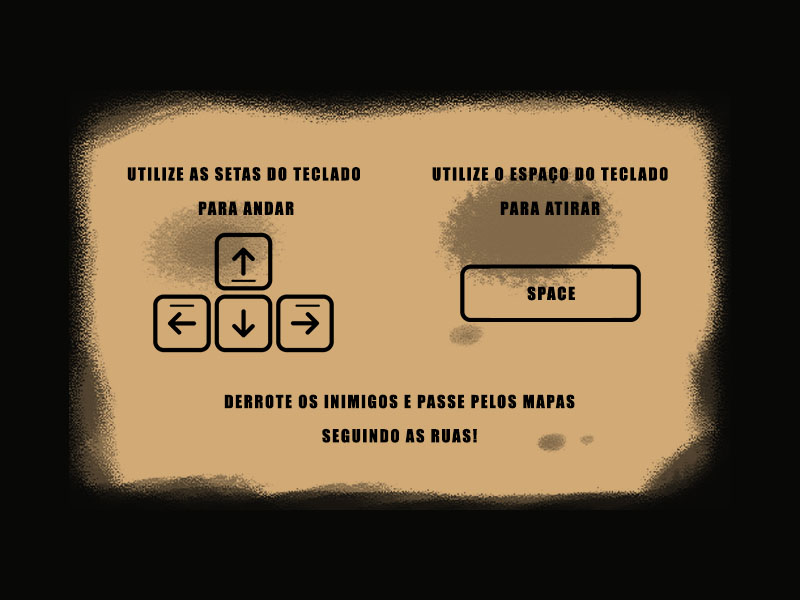 UTILIZE AS SETAS DO TECLADO
PARA ANDAR
UTILIZE O ESPAÇO DO TECLADO
PARA ATIRAR
SPACE
DERROTE OS INIMIGOS E PASSE PELOS MAPAS
SEGUINDO AS RUAS!